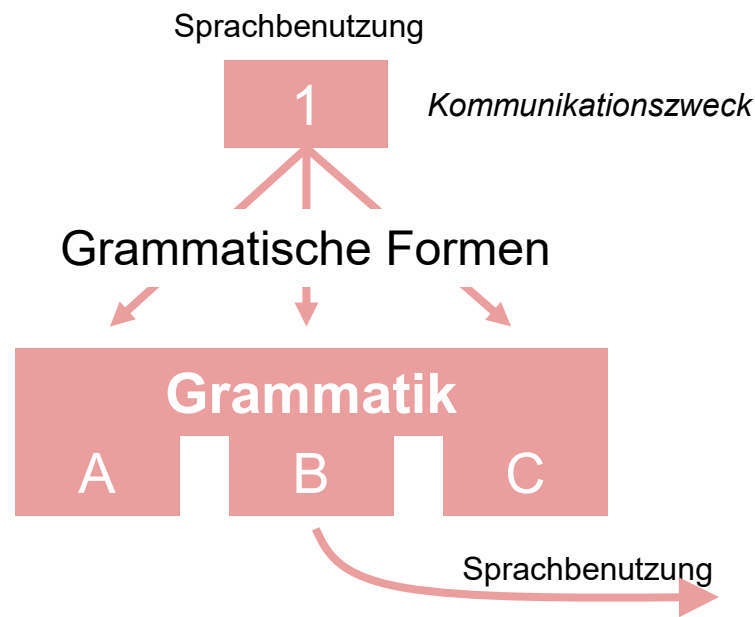 Sprachbenutzung
1
Kommunikationszweck
Grammatische Formen
Grammatik
A B C
Sprachbenutzung